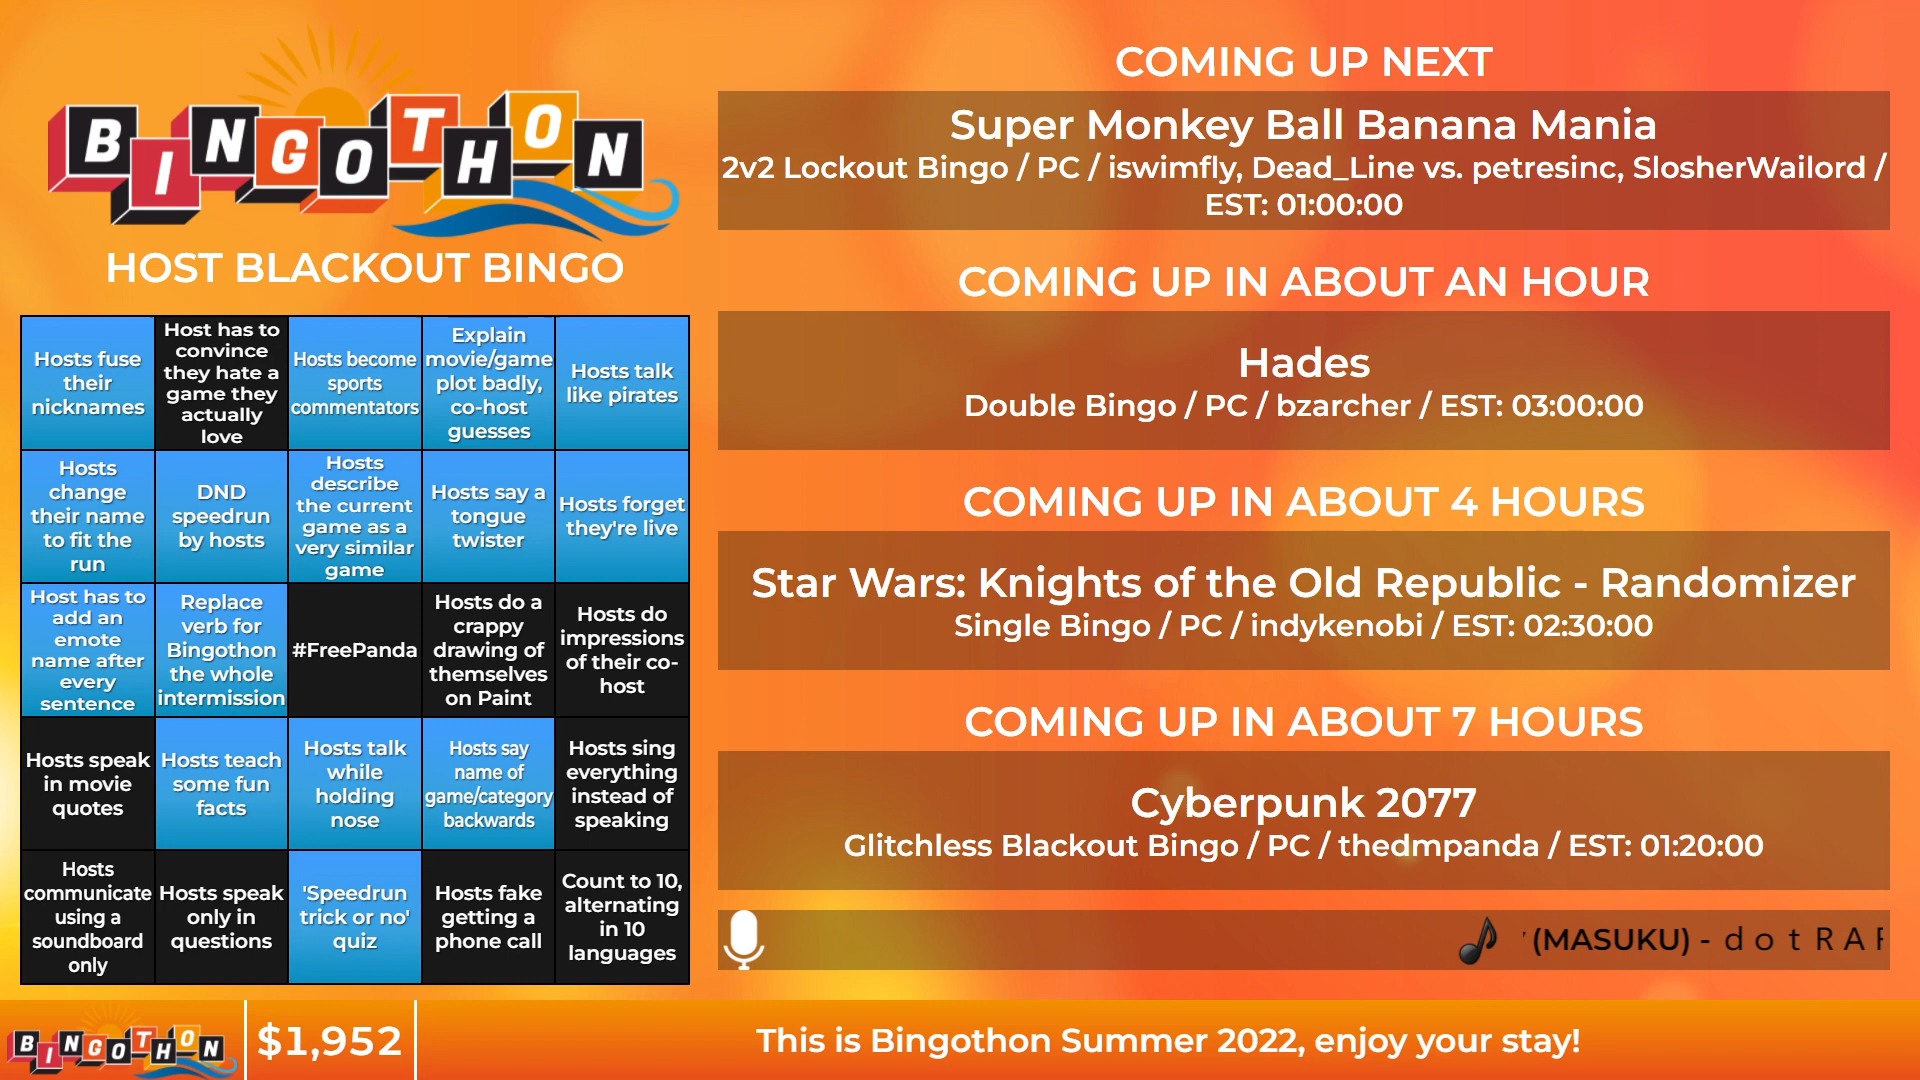 BINGOTHON
HOST BLACKOUT BINGO
Hosts fuse
their
nicknames
Host has to
convince
they hate a
game they
actually
love
Hosts become
sports
commentators
Explain
movie/game
plot badly,
co-host
guesses
Hosts talk
like pirates
Hosts
change
their name
to fit the
run
DND
speedrun
by hosts
Hosts
describe
the current
game as a
very similar
game
Hosts say a
tongue
twister
Hosts forget
they're live
Host has to
add an
emote
name after
every
sentence
Replace
verb for
Bingothon
the whole
intermission
#FreePanda
Hosts do a
crappy
drawing of
themselves
on Paint
Hosts do
impressions
of their co-
host
Hosts speak
in movie
quotes
Hosts teach
some fun
facts
Hosts talk
while
holding
nose
Hosts say
name of
game/category
backwards
Hosts sing
everything
instead of
speaking
Hosts
communicate
using a
soundboard
only
Hosts speak
only in
questions
'Speedrun
trick or no'
quiz
Hosts fake
getting a
phone call
Count to 10,
alternating
in 10
languages
COMING UP NEXT
Super Monkey Ball Banana Mania
2v2 Lockout Bingo / PC / iswimfly, Dead_Line vs. petresinc, SlosherWailord /
EST: 01:00:00
COMING UP IN ABOUT AN HOUR
Hades
Double Bingo / PC / bzarcher / EST: 03:00:00
COMING UP IN ABOUT 4 HOURS
Star Wars: Knights of the Old Republic - Randomizer
Single Bingo / PC / indykenobi / EST: 02:30:00
COMING UP IN ABOUT 7 HOURS
Cyberpunk 2077
Glitchless Blackout Bingo / PC / thedmpanda / EST: 01:20:00
(MASUKU) - d o t R A
BINGOTHON
$1,952
This is Bingothon Summer 2022, enjoy your stay!